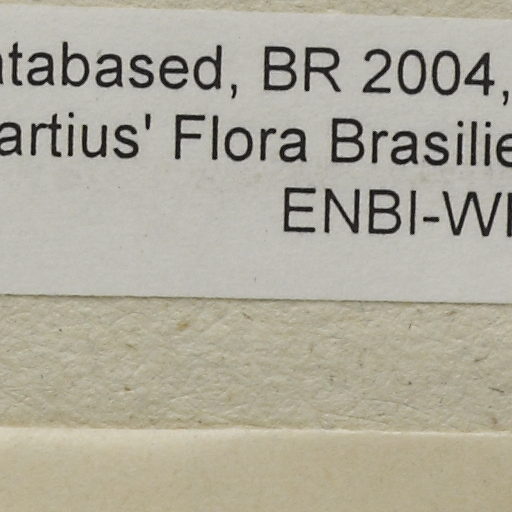 atabased, BR 2004,
artius' Flora Brasilie
ENBI-W